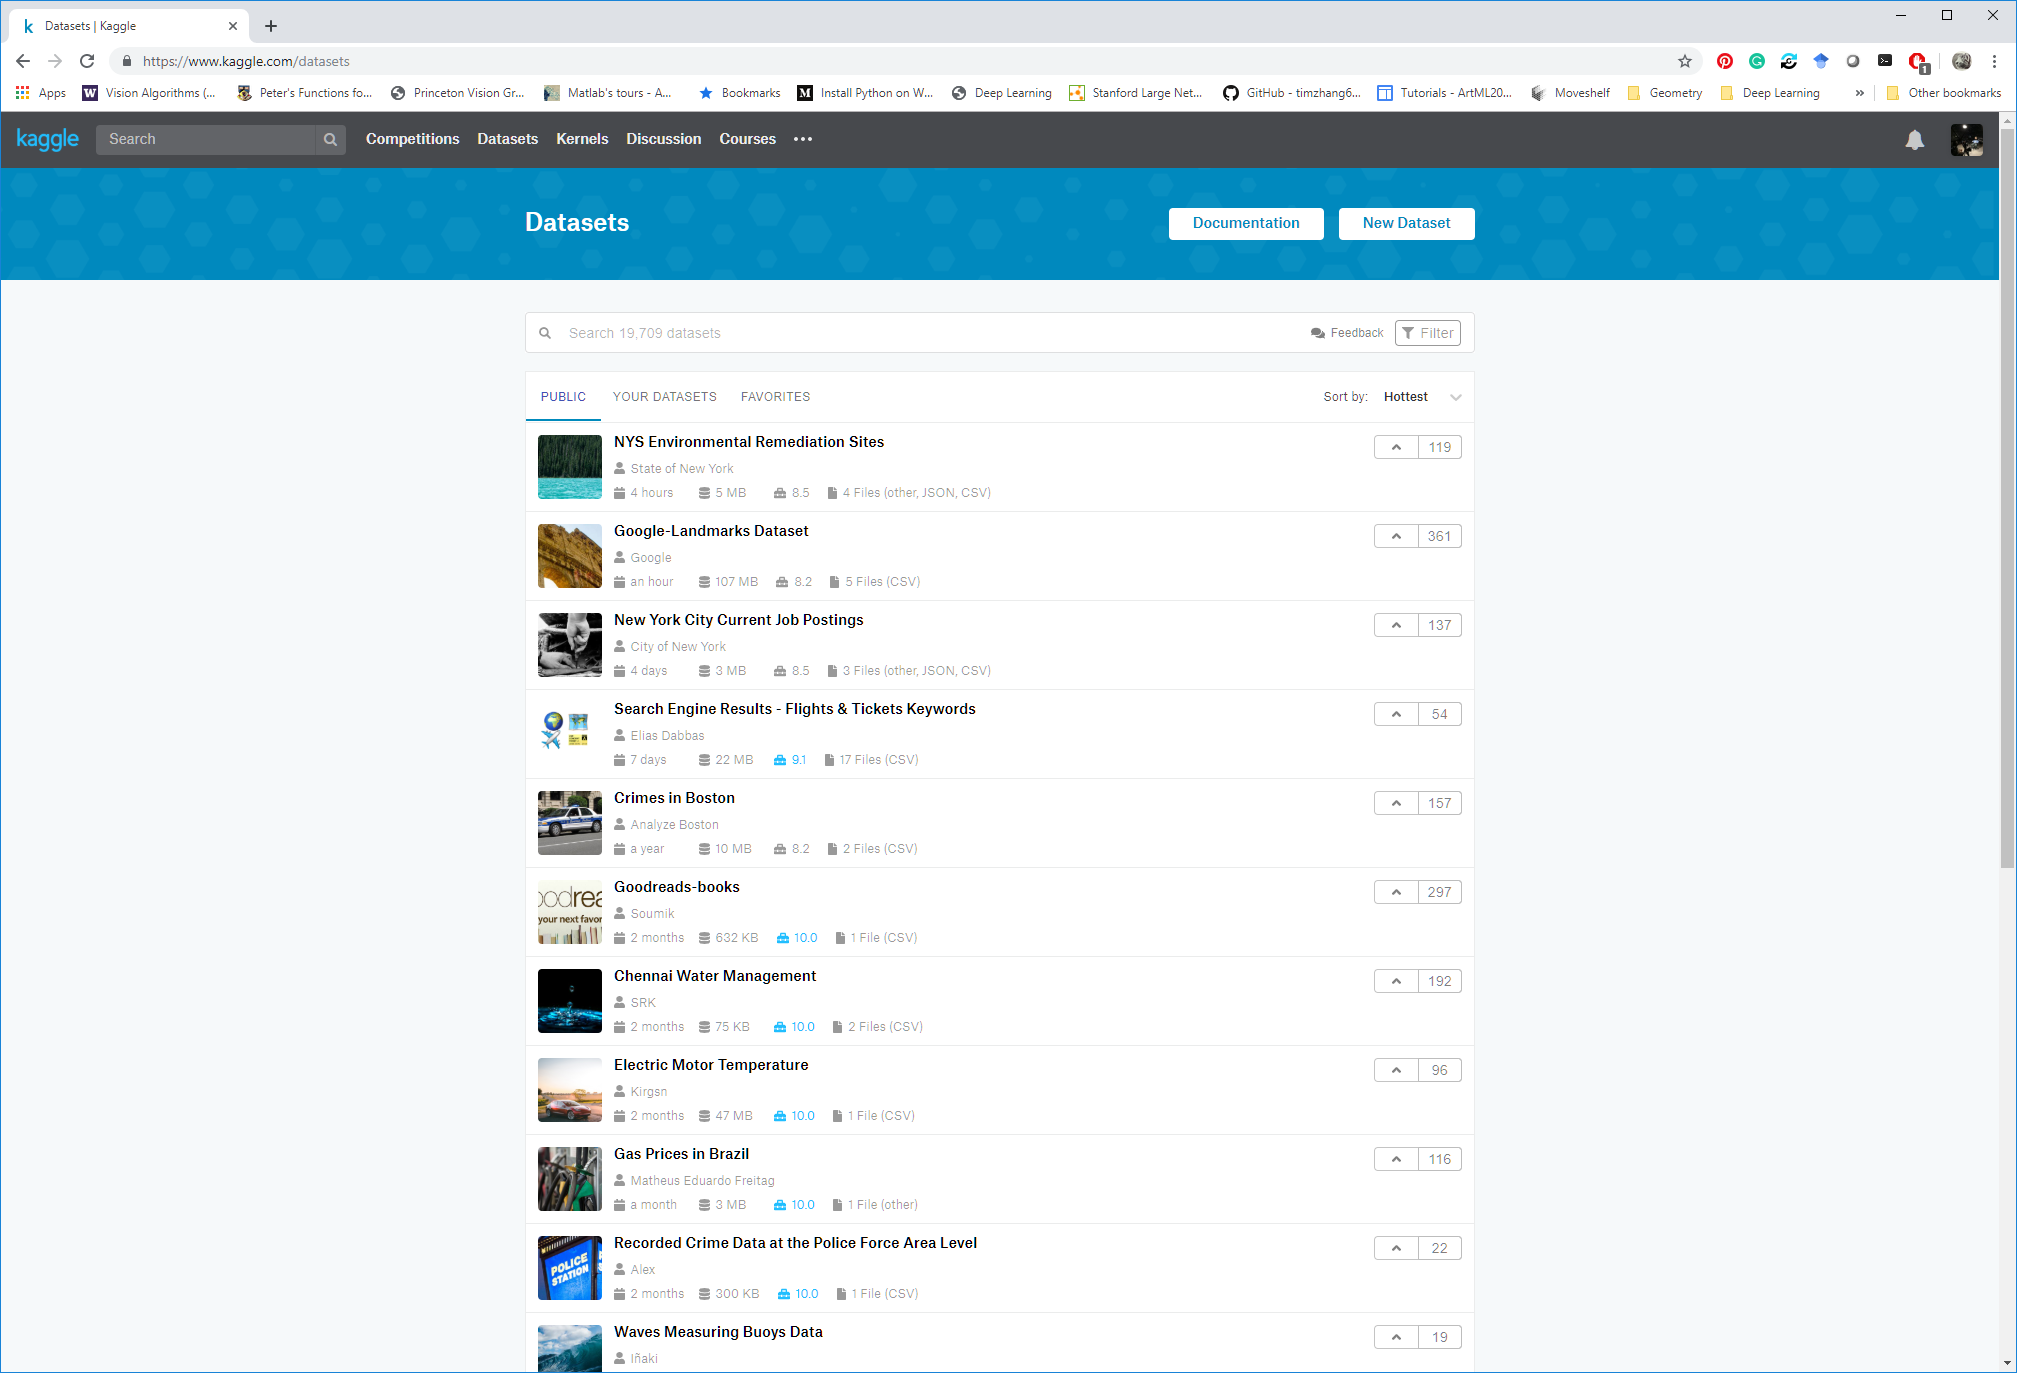 Datasets | Kaggle
https://www.kaggle.com/datasets
1
Apps
Vision Algorithms (...
Peter's Functions fo...
Princeton Vision Gr...
Matlab's tours - A...
Bookmarks
Install Python on W...
Deep Learning
Stanford Large Net...
GitHub - timzhang6...
Tutorials - ArtML20...
Moveshelf
Geometry
Deep Learning
»
Other bookmarks
kaggle
Search
Competitions
Datasets
Kernels
Discussion
Courses
Datasets
Documentation
New Dataset
Search 19,709 datasets
Feedback
Filter
PUBLIC
YOUR DATASETS
FAVORITES
Sort by: Hottest
NYS Environmental Remediation Sites
119
State of New York
4 hours 5 MB 8.5 4 Files (other, JSON, CSV)
Google-Landmarks Dataset
361
Google
an hour 107 MB 8.2 5 Files (CSV)
New York City Current Job Postings
137
City of New York
4 days 3 MB 8.5 3 Files (other, JSON, CSV)
Search Engine Results - Flights & Tickets Keywords
54
Elias Dabbas
7 days 22 MB 9.1 17 Files (CSV)
Crimes in Boston
157
Analyze Boston
a year 10 MB 8.2 2 Files (CSV)
oodrea
your next favor
Goodreads-books
297
Soumik
2 months 632 KB 10.0 1 File (CSV)
Chennai Water Management
192
SRK
2 months 75 KB 10.0 2 Files (CSV)
Electric Motor Temperature
96
Kirgsn
2 months 47 MB 10.0 1 File (CSV)
Gas Prices in Brazil
116
Matheus Eduardo Freitag
a month 3 MB 10.0 1 File (other)
POLICE
STATION
Recorded Crime Data at the Police Force Area Level
22
Alex
2 months 300 KB 10.0 1 File (CSV)
Waves Measuring Buoys Data
19
Iñaki